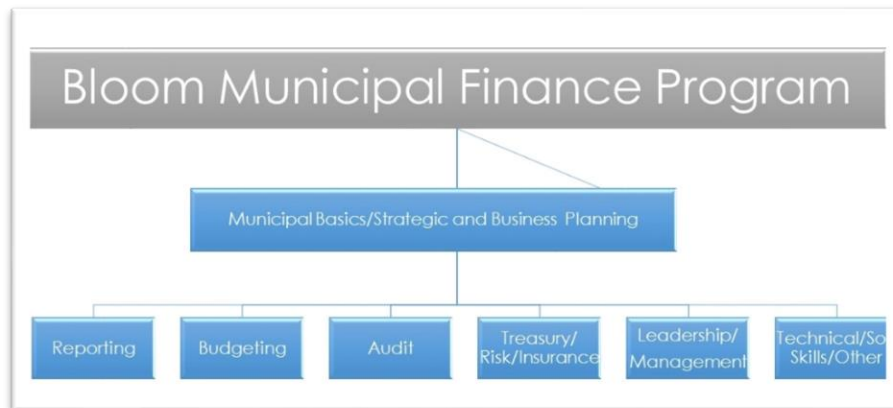 Bloom Municipal Finance Program
Municipal Basics/Strategic and Business Planning
Reporting
Budgeting
Audit
Treasury/
Risk/Insurance
Leadership/
Management
Technical/So
Skills/Other